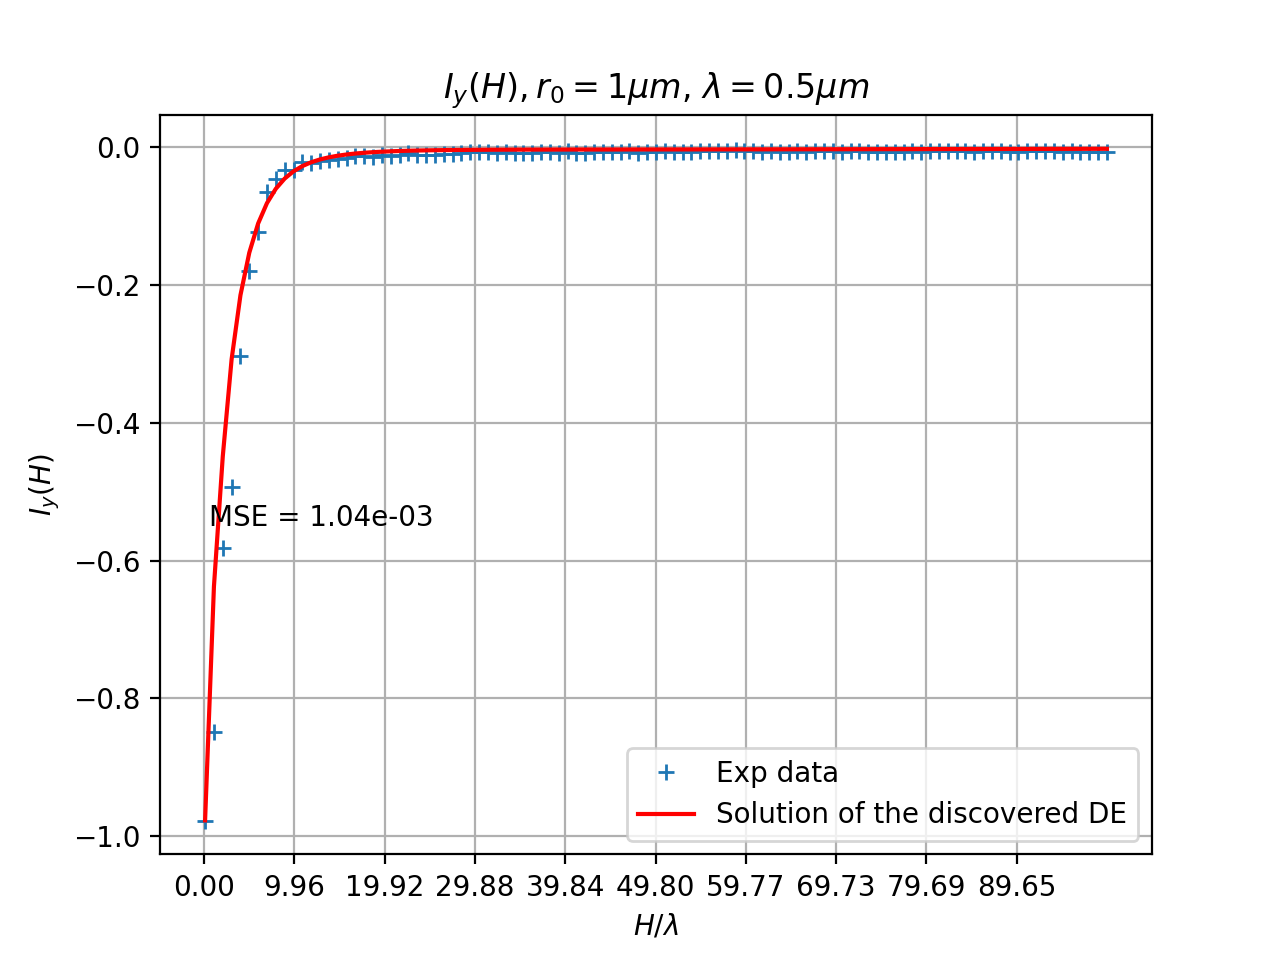 I_y(H), r_0 = 1μm, λ = 0.5μm
0.0
−0.2
−0.4
−0.6
−0.8
−1.0
I_y(H)
MSE = 1.04e-03
Exp data
Solution of the discovered DE
0.00 9.96 19.92 29.88 39.84 49.80 59.77 69.73 79.69 89.65
H/λ